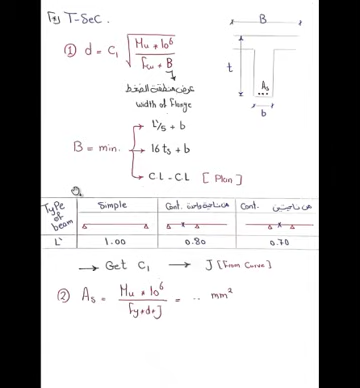 [*] T-Sec.
B
① d = C₁ √(Mu * 10⁶ / Fcu * B)
t
As
b
عرض منطقة الضغط
width of Flange
B = min.
L'/5 + b
16 ts + b
C.L - C.L [Plan]
Type of beam
Simple
Cont. من ناحية واحدة
Cont. من ناحيتين
L'
1.00
0.80
0.70
→ Get C₁ → J [From Curve]
② As = Mu * 10⁶ / Fy * d * J = .. mm²